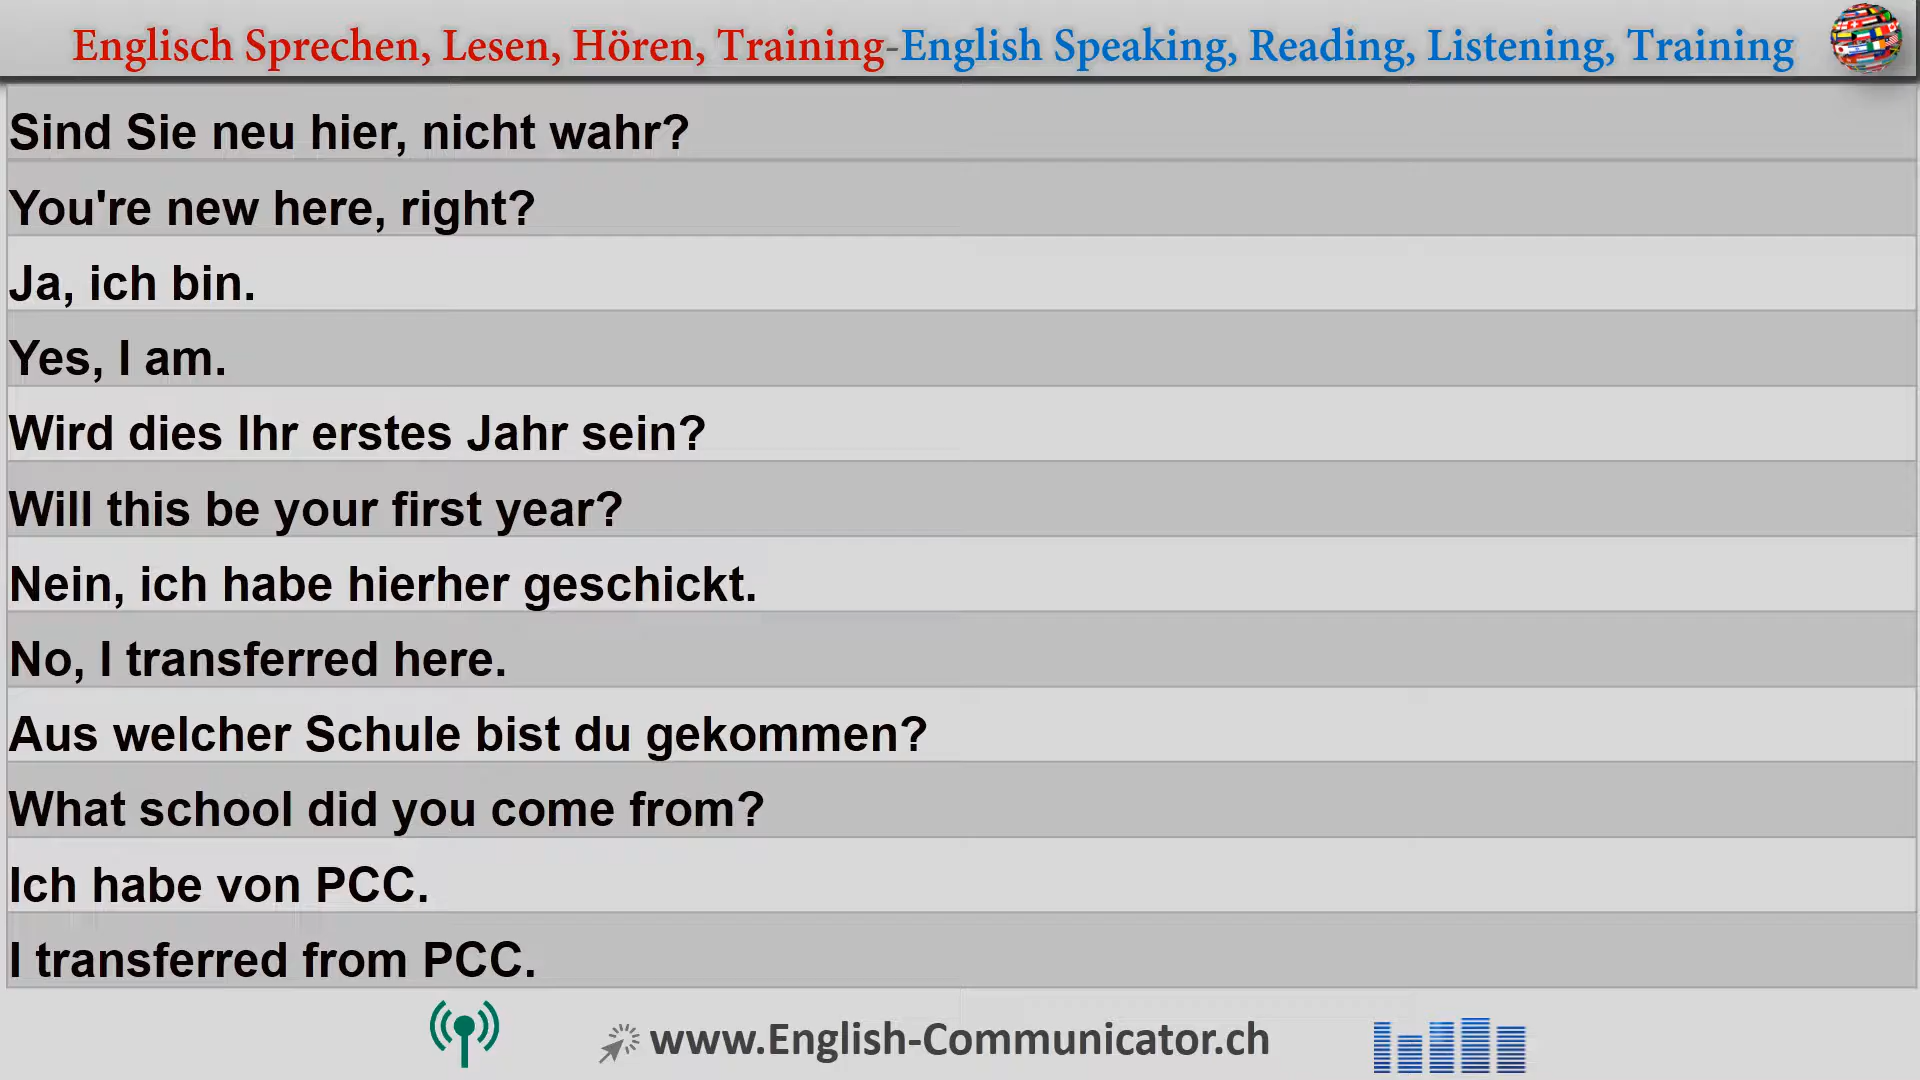 Englisch Sprechen, Lesen, Hören, Training-English Speaking, Reading, Listening, Training
Sind Sie neu hier, nicht wahr?
You're new here, right?
Ja, ich bin.
Yes, I am.
Wird dies Ihr erstes Jahr sein?
Will this be your first year?
Nein, ich habe hierher geschickt.
No, I transferred here.
Aus welcher Schule bist du gekommen?
What school did you come from?
Ich habe von PCC.
I transferred from PCC.
www.English-Communicator.ch